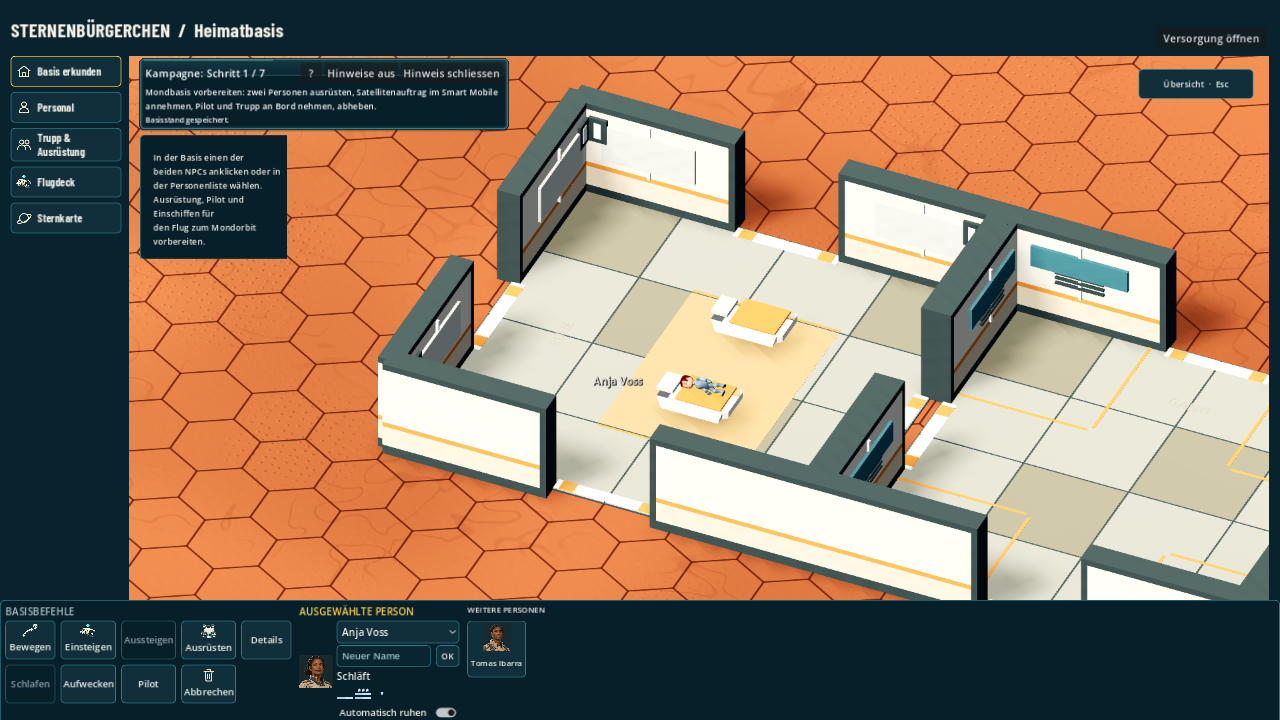 STERNENBÜRGERCHEN / Heimatbasis
Versorgung öffnen
Basis erkunden
Personal
Trupp &
Ausrüstung
Flugdeck
Sternkarte
Kampagne: Schritt 1 / 7
? Hinweise aus Hinweis schliessen
Mondbasis vorbereiten: zwei Personen ausrüsten, Satellitenauftrag im Smart Mobile
annehmen, Pilot und Trupp an Bord nehmen, abheben.
Basisstand gespeichert.
Übersicht · Esc
In der Basis einen der
beiden NPCs anklicken oder in
der Personenliste wählen.
Ausrüstung, Pilot und
Einschiffen für
den Flug zum Mondorbit
vorbereiten.
Anja Voss
BASISBEFEHLE
Bewegen
Einsteigen
Aussteigen
Ausrüsten
Details
Schlafen
Aufwecken
Pilot
Abbrechen
AUSGEWÄHLTE PERSON
Anja Voss
Neuer Name
OK
Schläft
Automatisch ruhen
WEITERE PERSONEN
Tomas Ibarra